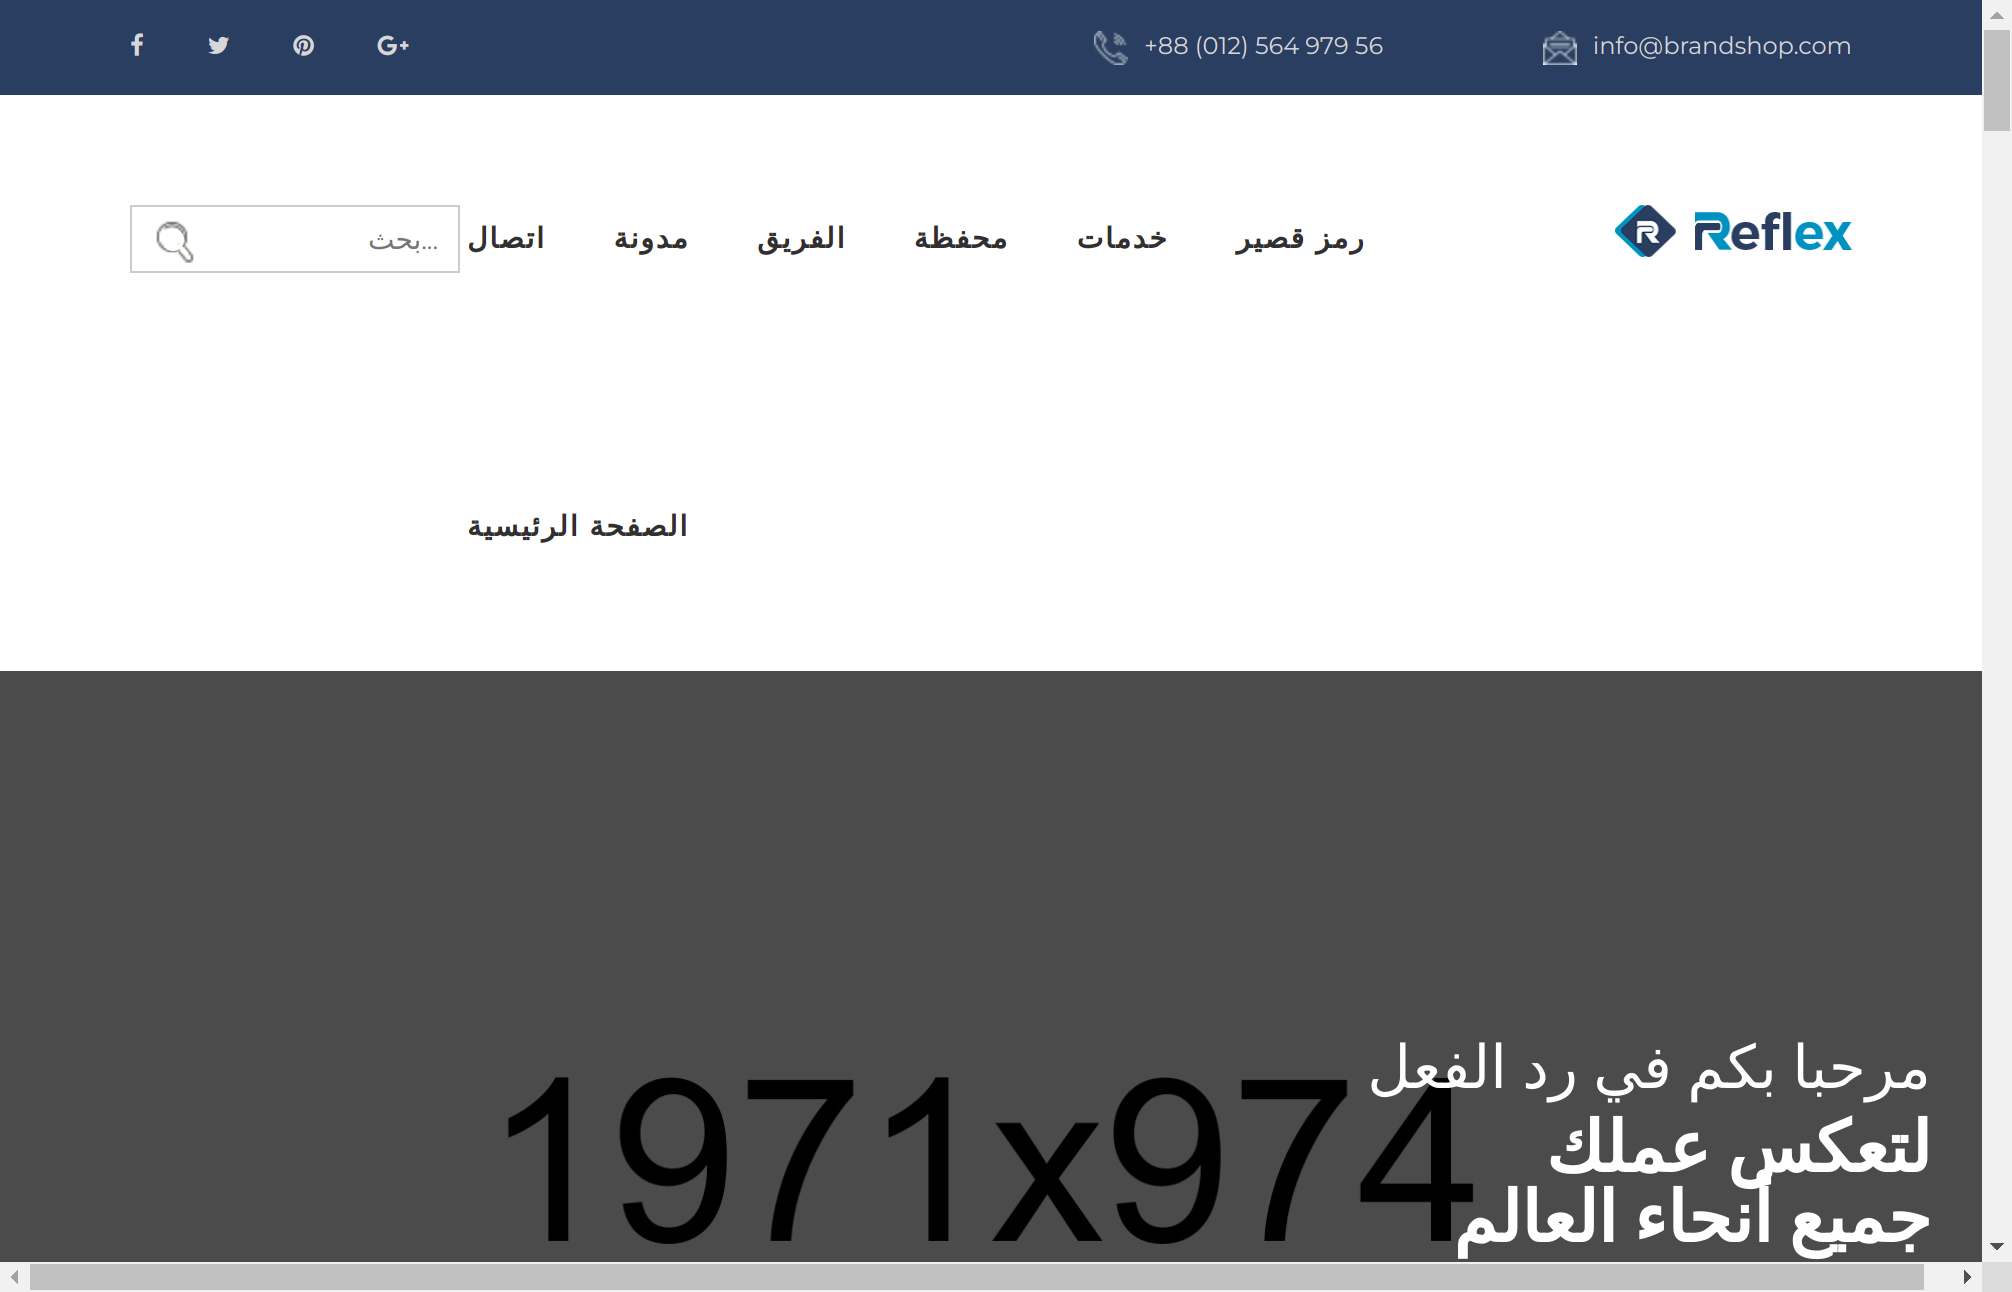 info@brandshop.com
+88 (012) 564 979 56
Reflex
رمز قصير
خدمات
محفظة
الفريق
مدونة
اتصال
بحث...
الصفحة الرئيسية
1971x974
مرحبا بكم في رد الفعل
لتعكس عملك
جميع أنحاء العالم